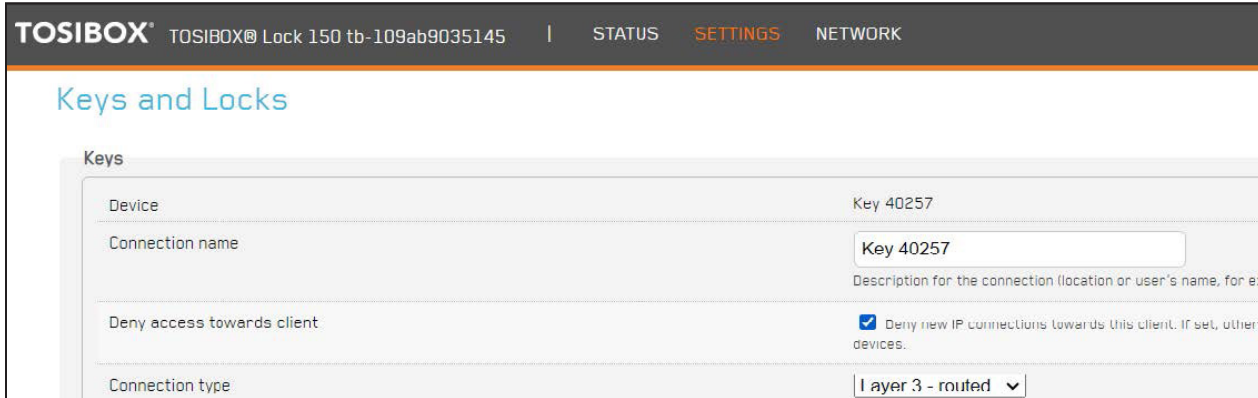 TOSIBOX® TOSIBOX® Lock 150 tb-109ab9035145 | STATUS SETTINGS NETWORK
Keys and Locks
Keys
Device Key 40257
Connection name Key 40257
Description for the connection (location or user's name, for e
Deny access towards client Deny new IP connections towards this client. If set, other
devices.
Connection type Layer 3 - routed